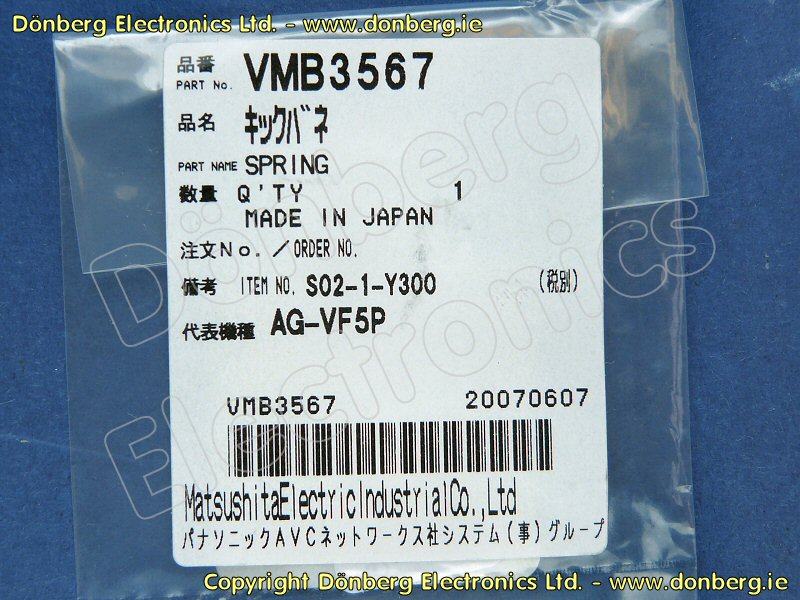 Dönberg Electronics Ltd. - www.donberg.ie
品番 PART No. VMB3567
品名 キックバネ
PART NAME SPRING
数量 Q'TY 1
MADE IN JAPAN
注文No./ORDER NO.
備考 ITEM NO. S02-1-Y300 (税別)
代表機種 AG-VF5P
VMB3567 20070607
MatsushitaElectricIndustrialCo.,Ltd
パナソニックAVCネットワークス社システム(事)グループ
Dönberg Electronics
Copyright Dönberg Electronics Ltd. - www.donberg.ie